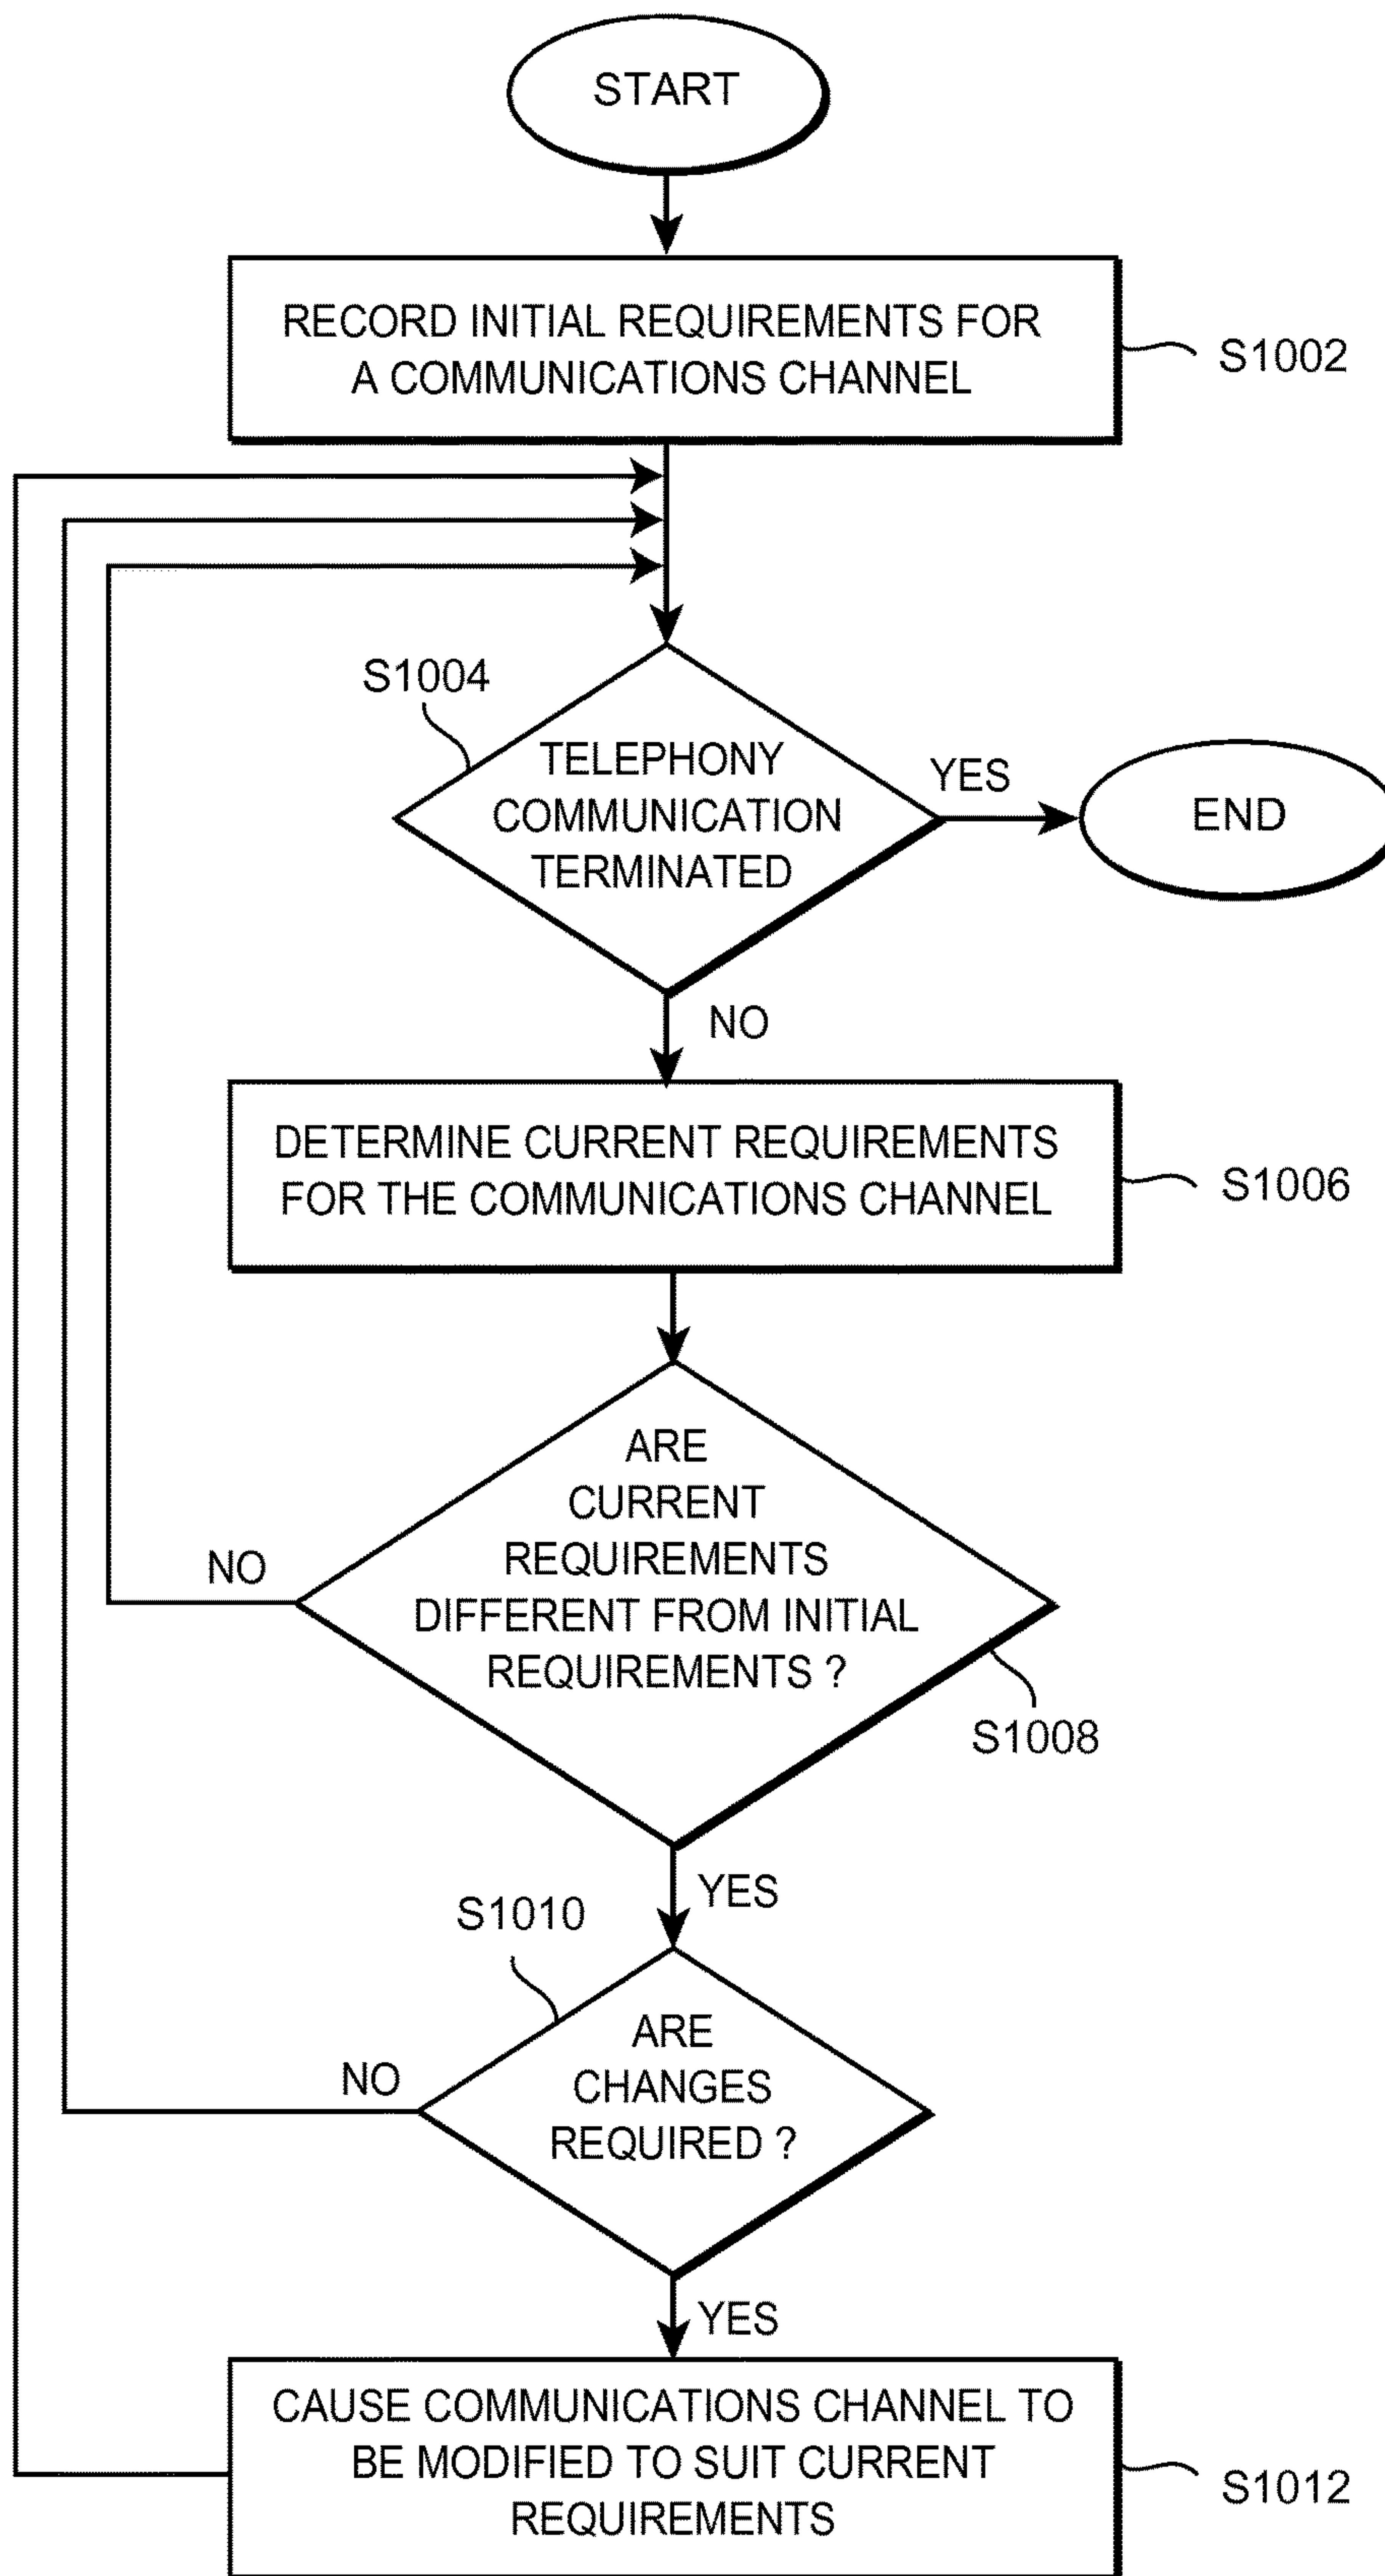 START
RECORD INITIAL REQUIREMENTS FOR
A COMMUNICATIONS CHANNEL
S1002
S1004
TELEPHONY
COMMUNICATION
TERMINATED
YES
END
NO
DETERMINE CURRENT REQUIREMENTS
FOR THE COMMUNICATIONS CHANNEL
S1006
ARE
CURRENT
REQUIREMENTS
DIFFERENT FROM INITIAL
REQUIREMENTS ?
NO
S1008
YES
S1010
ARE
CHANGES
REQUIRED ?
NO
YES
CAUSE COMMUNICATIONS CHANNEL TO
BE MODIFIED TO SUIT CURRENT
REQUIREMENTS
S1012